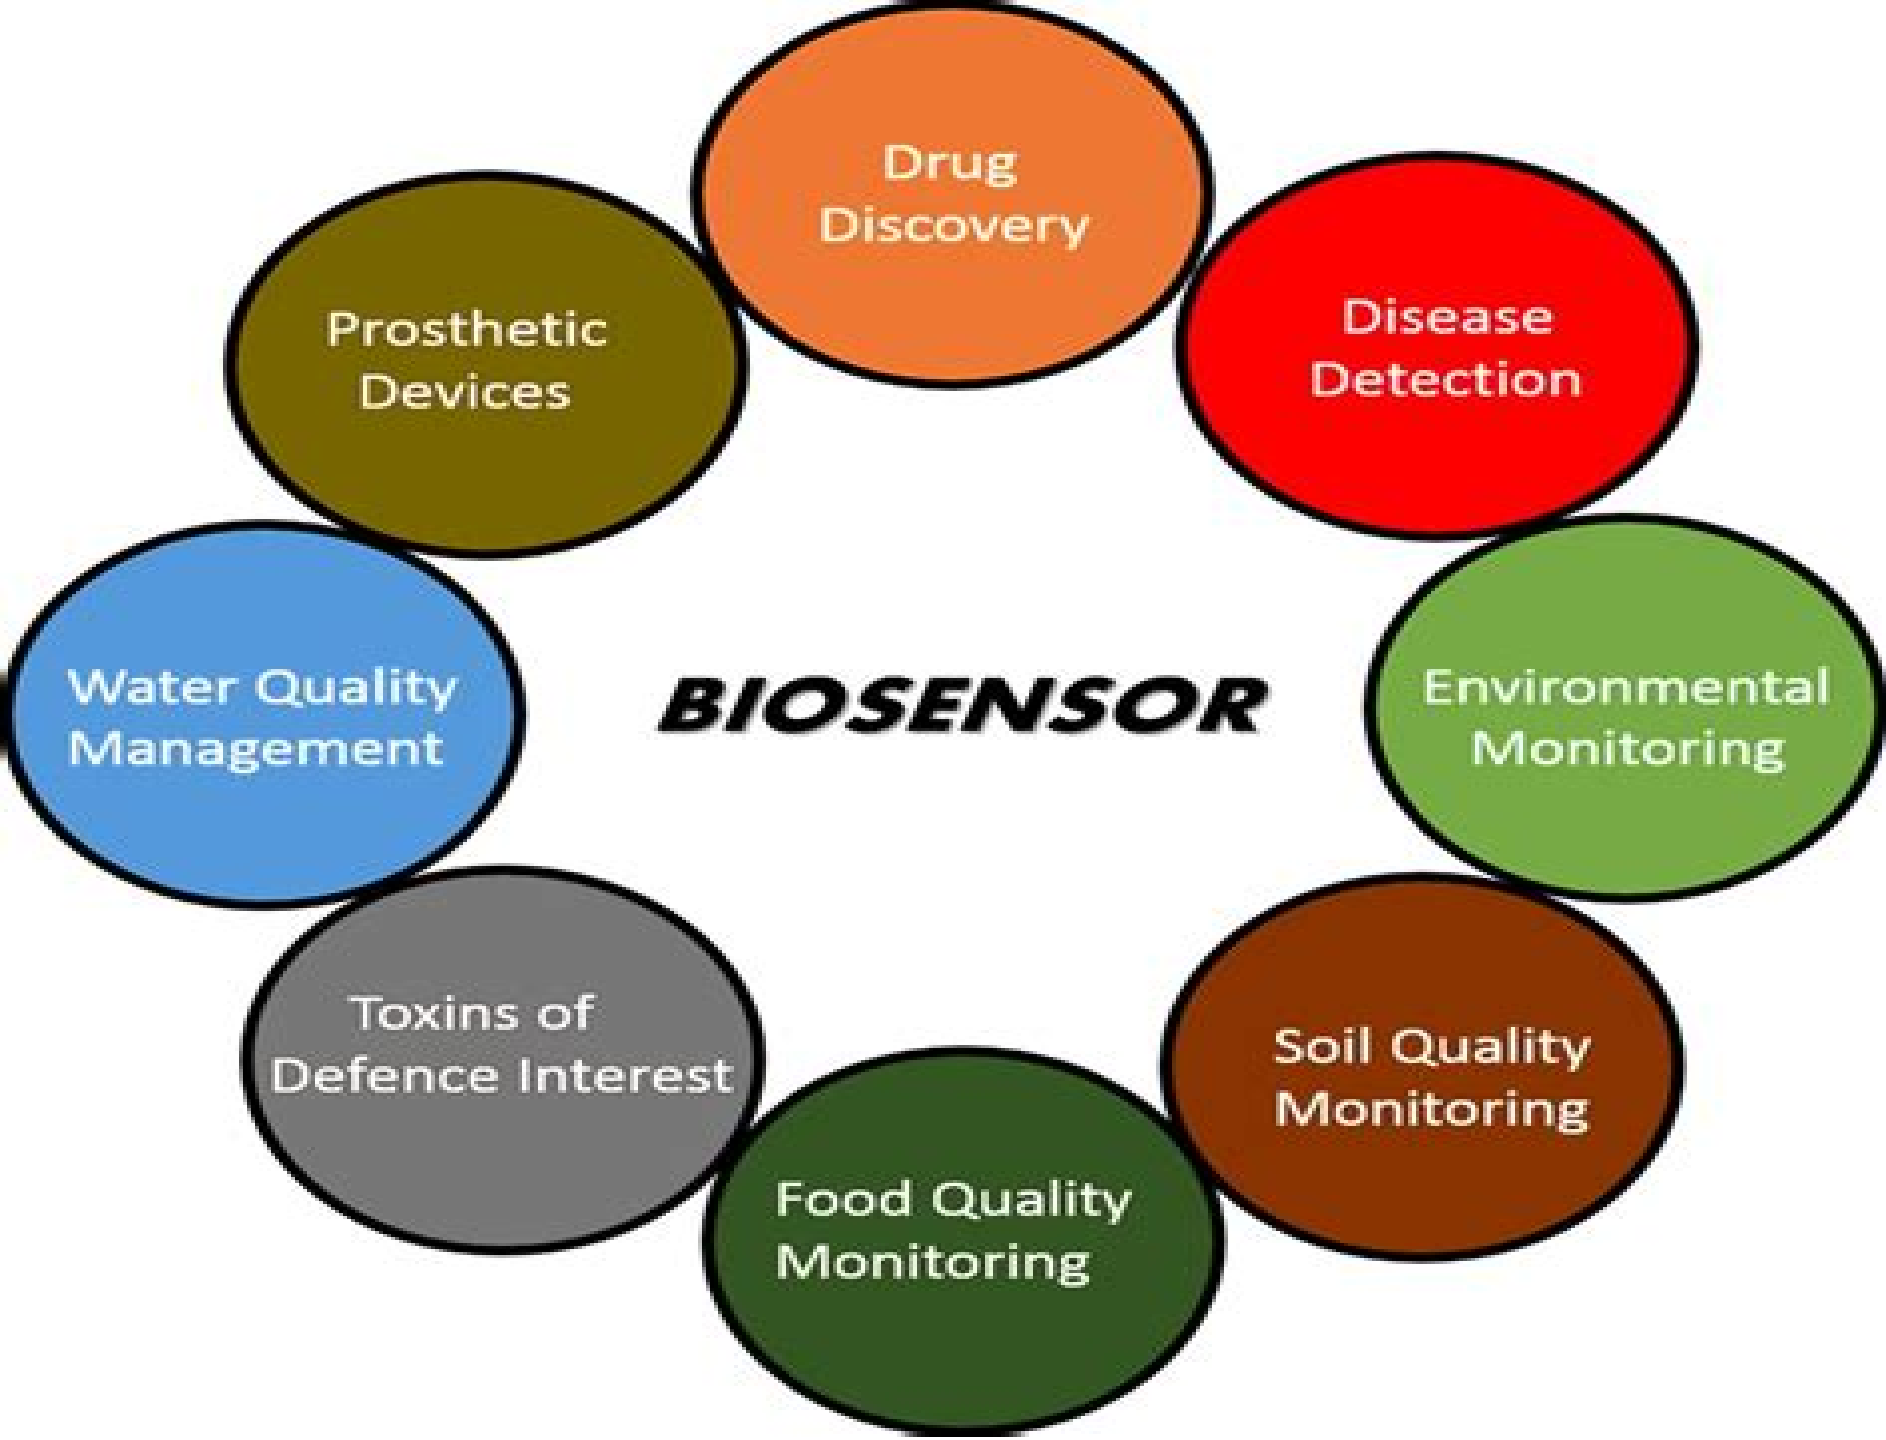 Drug
Discovery
Disease
Detection
Prosthetic
Devices
Environmental
Monitoring
BIOSENSOR
Water Quality
Management
Soil Quality
Monitoring
Toxins of
Defence Interest
Food Quality
Monitoring